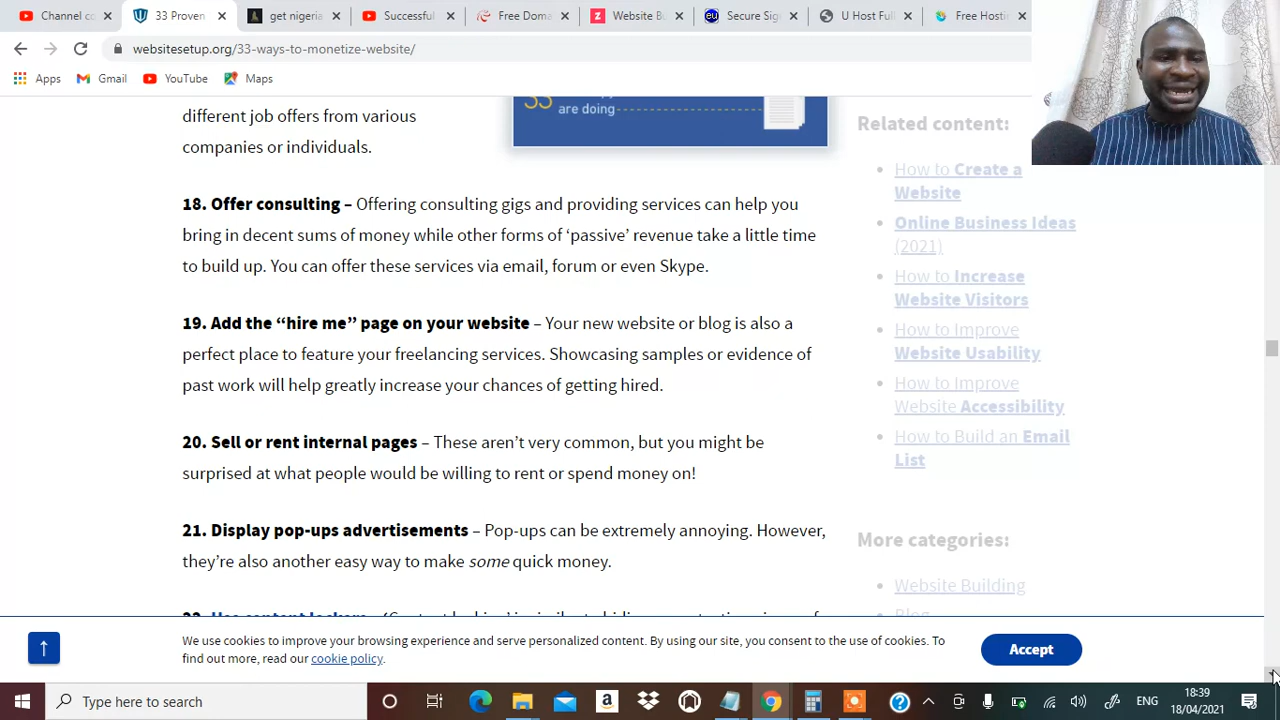 Channel co
33 Proven
get nigeria
Successful
Free Doma
Website Bu
Secure Sig
U Host Full
Free Hosti
websitesetup.org/33-ways-to-monetize-website/
Apps
Gmail
YouTube
Maps
different job offers from various
companies or individuals.
33
are doing
18. Offer consulting – Offering consulting gigs and providing services can help you
bring in decent sums of money while other forms of ‘passive’ revenue take a little time
to build up. You can offer these services via email, forum or even Skype.
19. Add the “hire me” page on your website – Your new website or blog is also a
perfect place to feature your freelancing services. Showcasing samples or evidence of
past work will help greatly increase your chances of getting hired.
20. Sell or rent internal pages – These aren’t very common, but you might be
surprised at what people would be willing to rent or spend money on!
21. Display pop-ups advertisements – Pop-ups can be extremely annoying. However,
they’re also another easy way to make some quick money.
Related content:
How to Create a
Website
Online Business Ideas
(2021)
How to Increase
Website Visitors
How to Improve
Website Usability
How to Improve
Website Accessibility
How to Build an Email
List
More categories:
Website Building
Blog
We use cookies to improve your browsing experience and serve personalized content. By using our site, you consent to the use of cookies. To
find out more, read our cookie policy.
Accept
Type here to search
ENG
18:39
18/04/2021